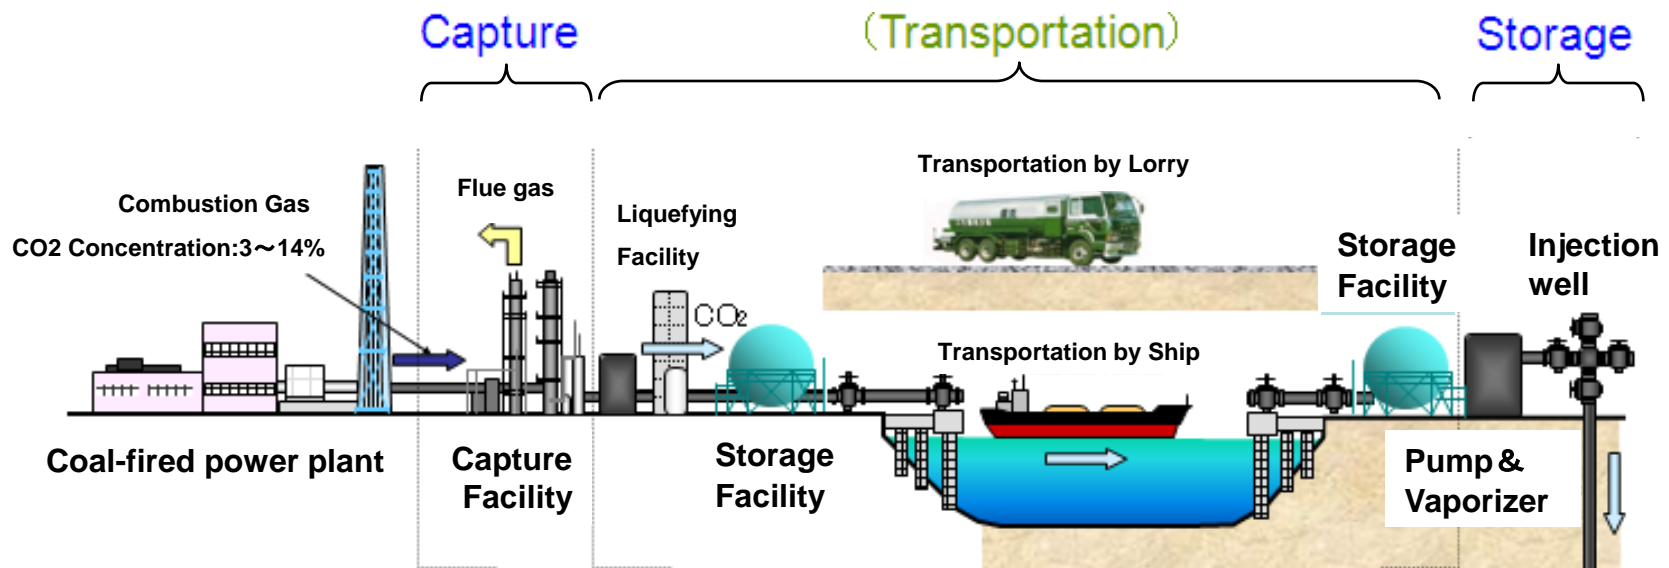 Capture
(Transportation)
Storage
Transportation by Lorry
Flue gas
Combustion Gas
CO2 Concentration:3～14%
Liquefying
Facility
Storage
Facility
Injection
well
CO₂
Transportation by Ship
Coal-fired power plant
Capture
Facility
Storage
Facility
Pump＆
Vaporizer